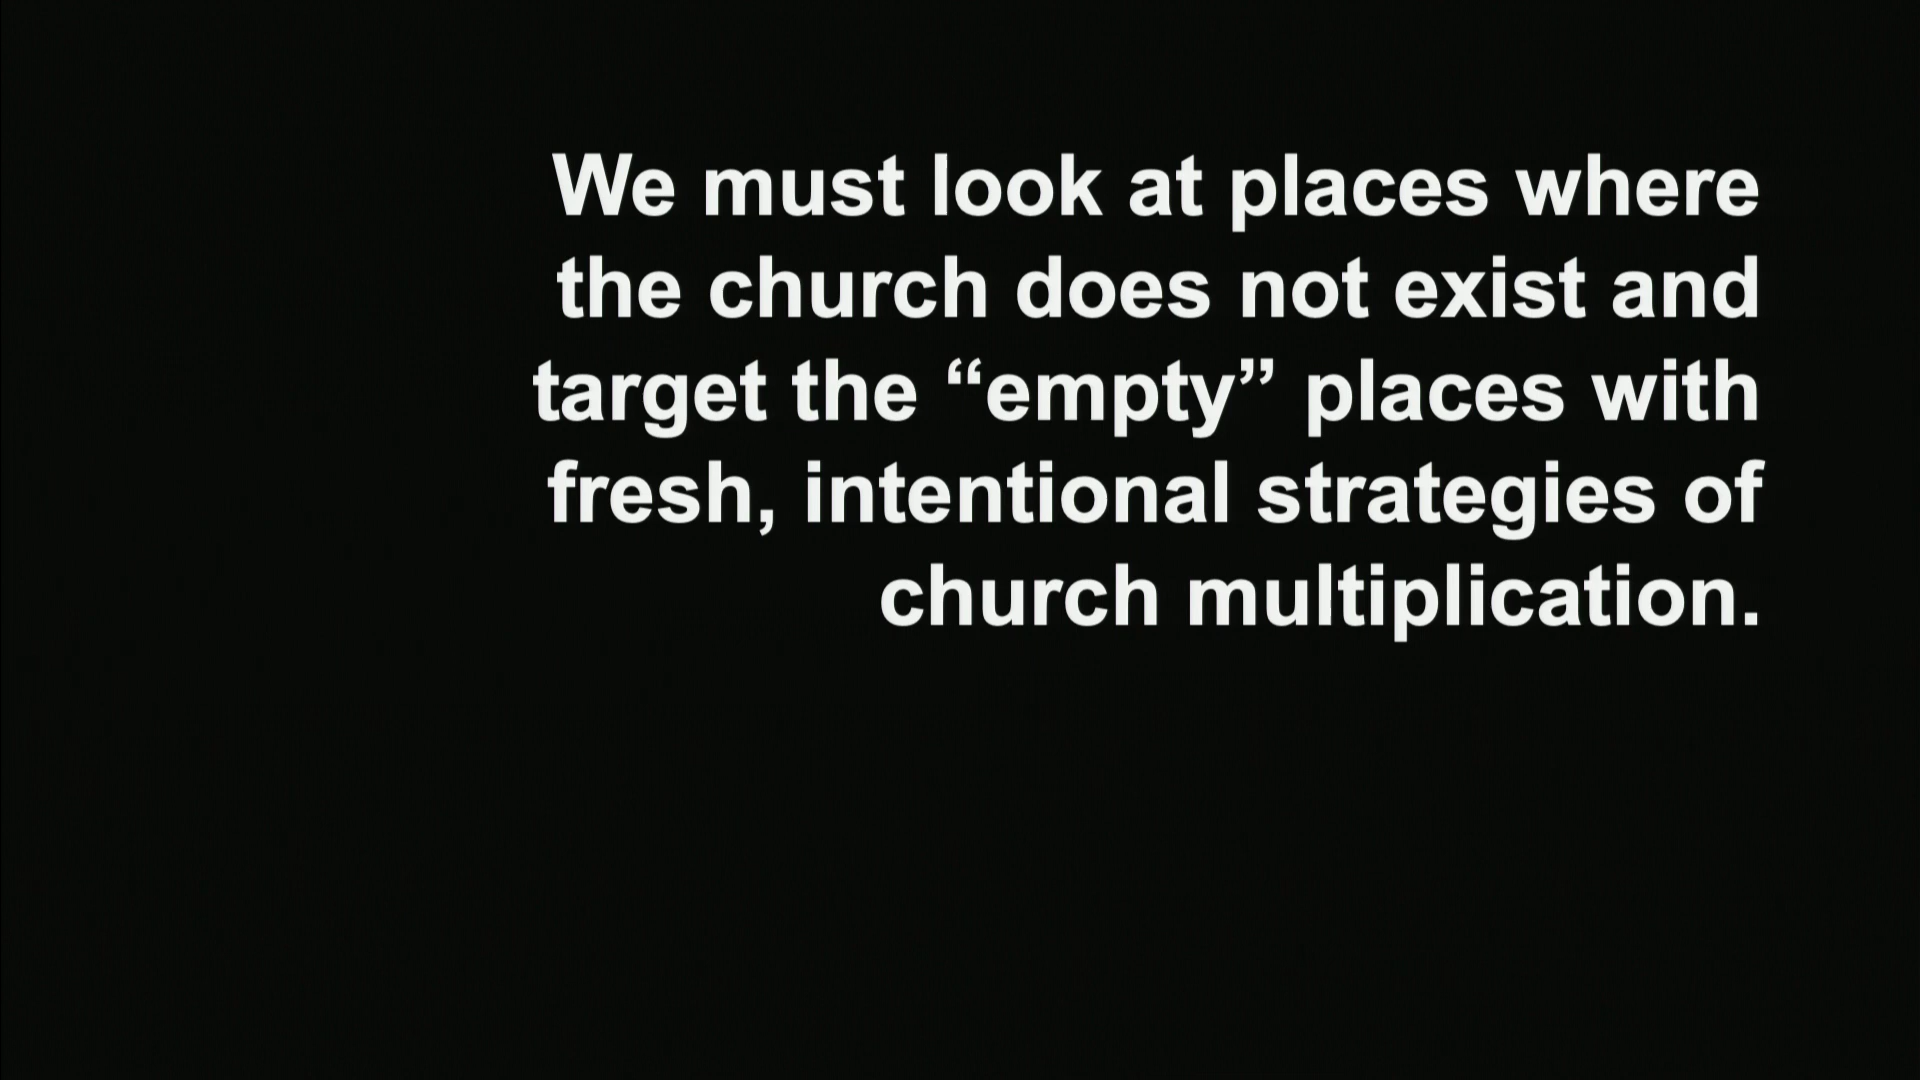 We must look at places where
the church does not exist and
target the “empty” places with
fresh, intentional strategies of
church multiplication.